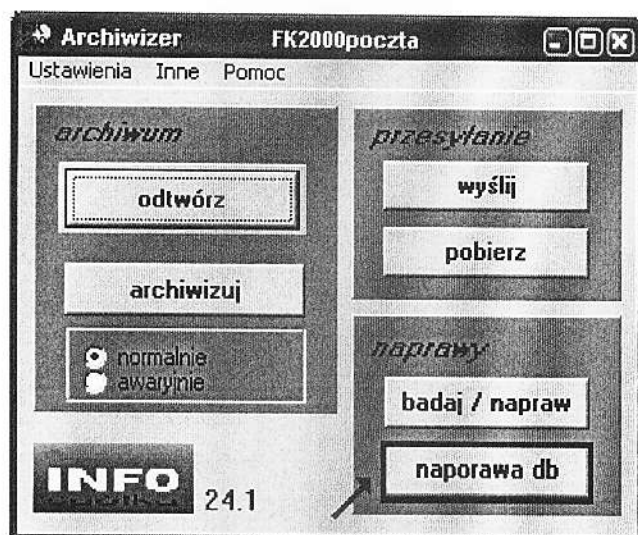 Archiwizer FK2000poczta
Ustawienia Inne Pomoc
archiwum
odtwórz
archiwizuj
normalnie
awaryjnie
przesyłanie
wyślij
pobierz
naprawy
badaj / napraw
naporawa db
INFO
24.1